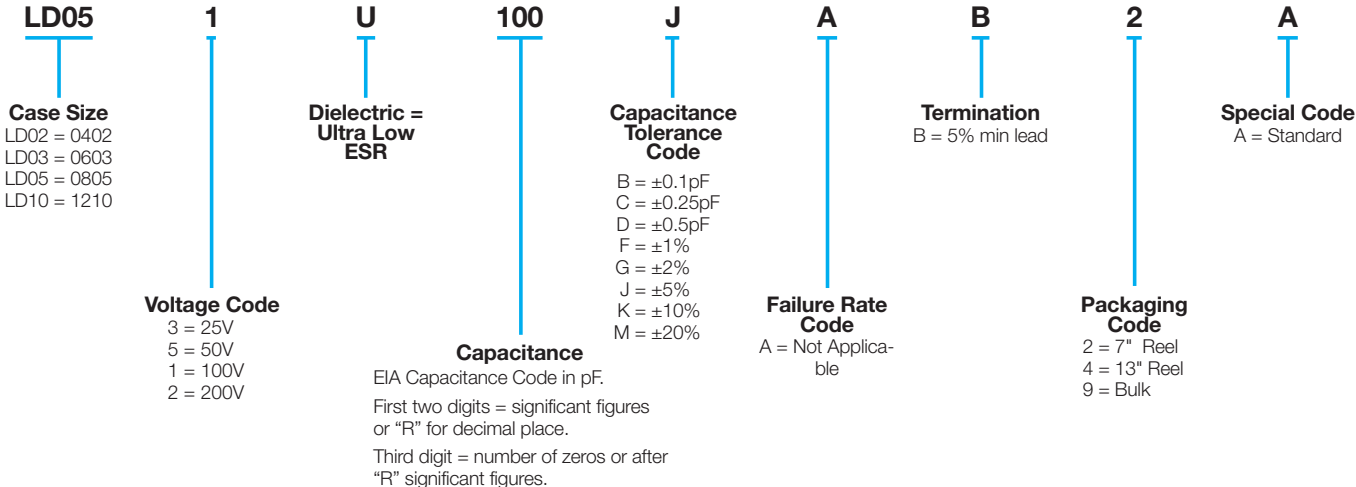 LD05 1 U 100 J A B 2 A
Case Size
LD02 = 0402
LD03 = 0603
LD05 = 0805
LD10 = 1210
Voltage Code
3 = 25V
5 = 50V
1 = 100V
2 = 200V
Dielectric =
Ultra Low
ESR
Capacitance
EIA Capacitance Code in pF.
First two digits = significant figures
or “R” for decimal place.
Third digit = number of zeros or after
“R” significant figures.
Capacitance
Tolerance
Code
B = ±0.1pF
C = ±0.25pF
D = ±0.5pF
F = ±1%
G = ±2%
J = ±5%
K = ±10%
M = ±20%
Failure Rate
Code
A = Not Applica-
ble
Termination
B = 5% min lead
Packaging
Code
2 = 7" Reel
4 = 13" Reel
9 = Bulk
Special Code
A = Standard